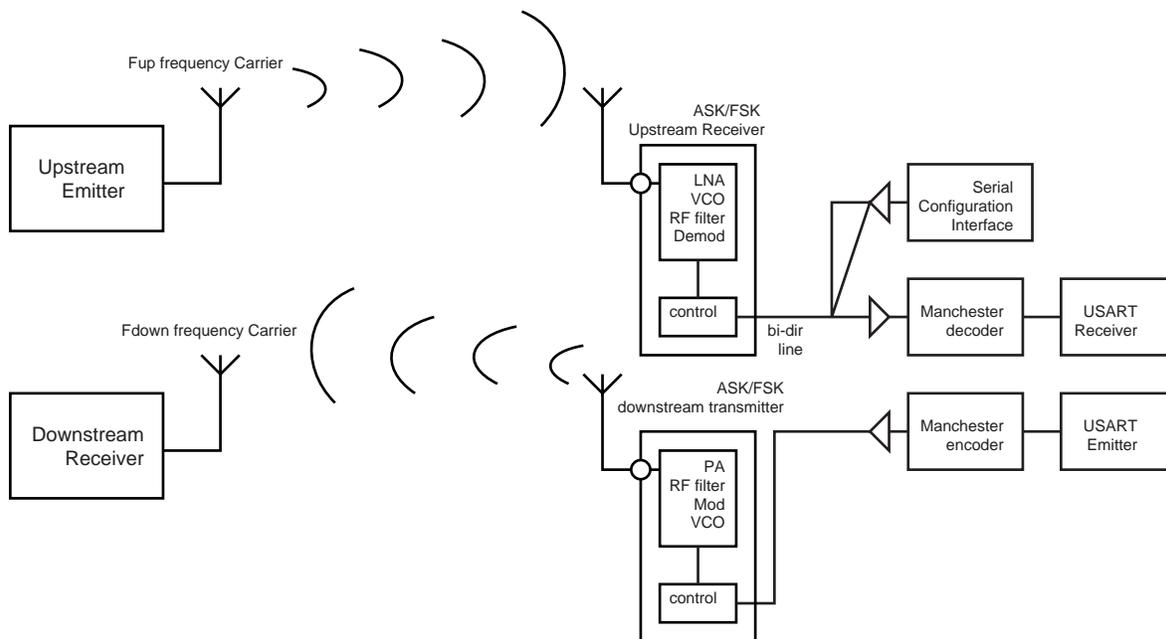 Fup frequency Carrier
ASK/FSK
Upstream Receiver
Upstream
Emitter
LNA
VCO
RF filter
Demod
Serial
Configuration
Interface
control
bi-dir
line
Manchester
decoder
USART
Receiver
Fdown frequency Carrier
ASK/FSK
downstream transmitter
Downstream
Receiver
PA
RF filter
Mod
VCO
Manchester
encoder
USART
Emitter
control